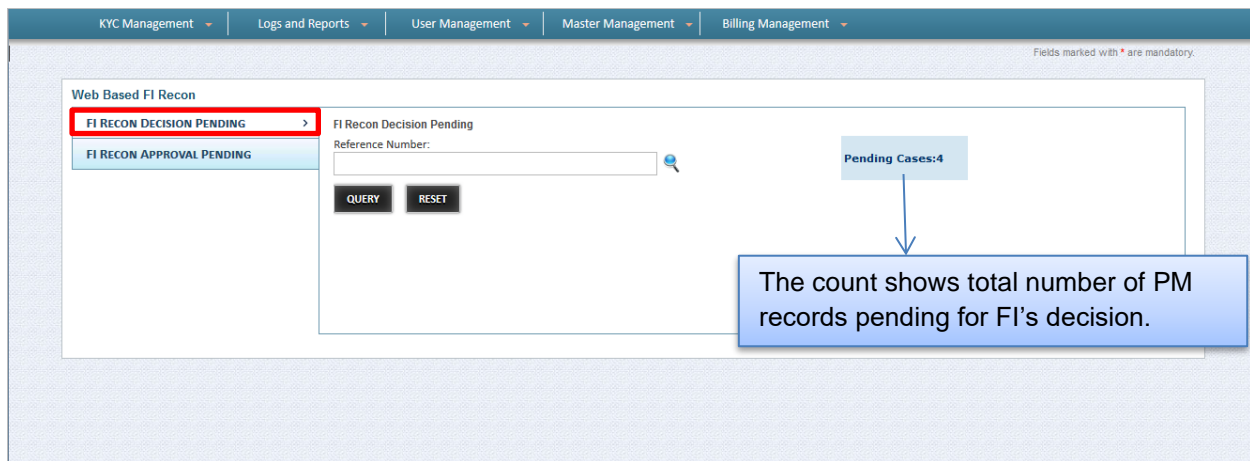 KYC Management Logs and Reports User Management Master Management Billing Management
Fields marked with * are mandatory.
Web Based FI Recon
FI RECON DECISION PENDING >
FI RECON APPROVAL PENDING
FI Recon Decision Pending
Reference Number:
QUERY RESET
Pending Cases:4
The count shows total number of PM
records pending for FI’s decision.